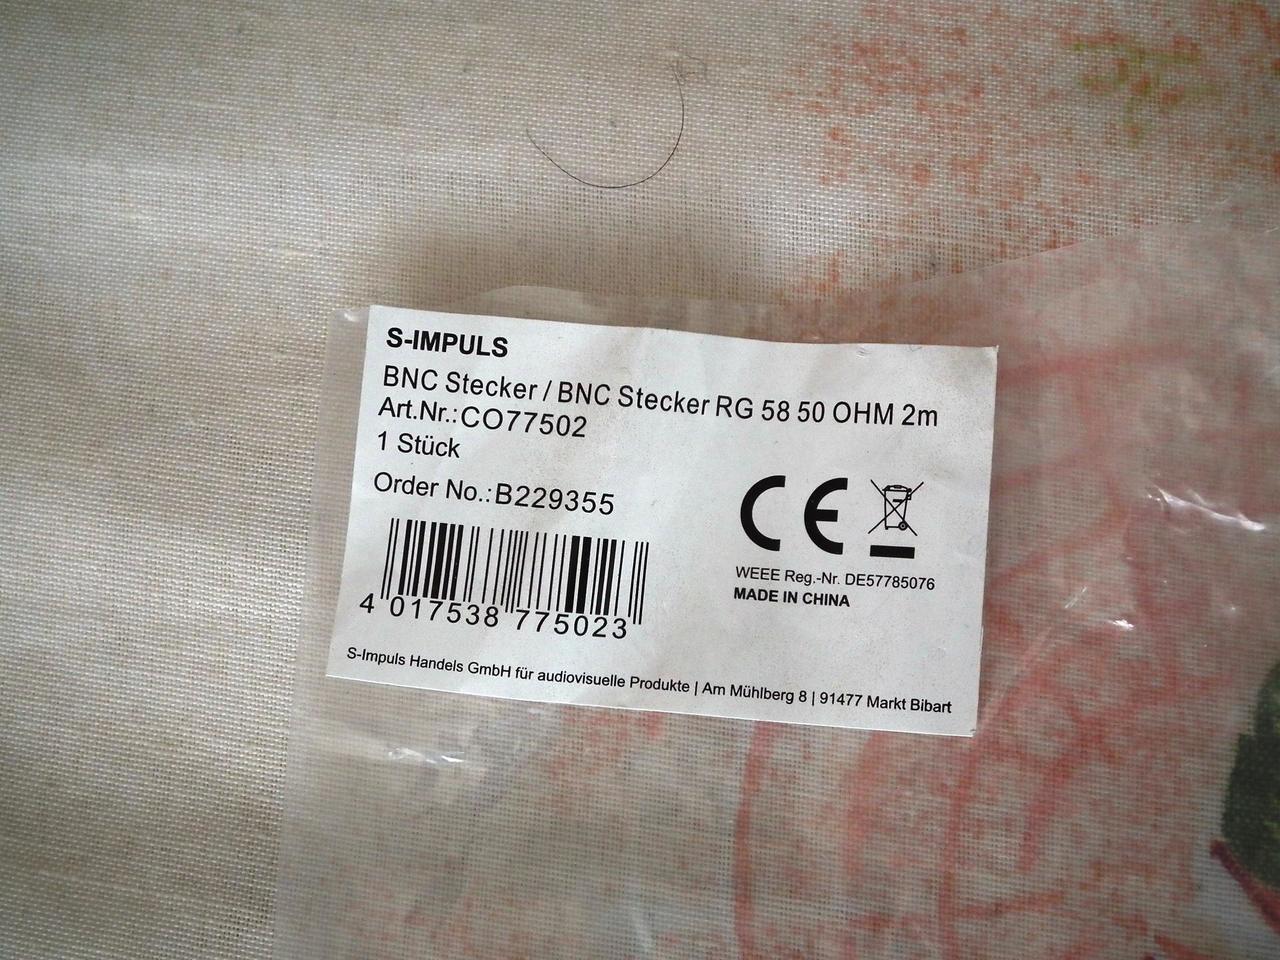 S-IMPULS
BNC Stecker / BNC Stecker RG 58 50 OHM 2m
Art.Nr.:CO77502
1 Stück
Order No.:B229355
CE
WEEE Reg.-Nr. DE57785076
MADE IN CHINA
4 017538 775023
S-Impuls Handels GmbH für audiovisuelle Produkte | Am Mühlberg 8 | 91477 Markt Bibart